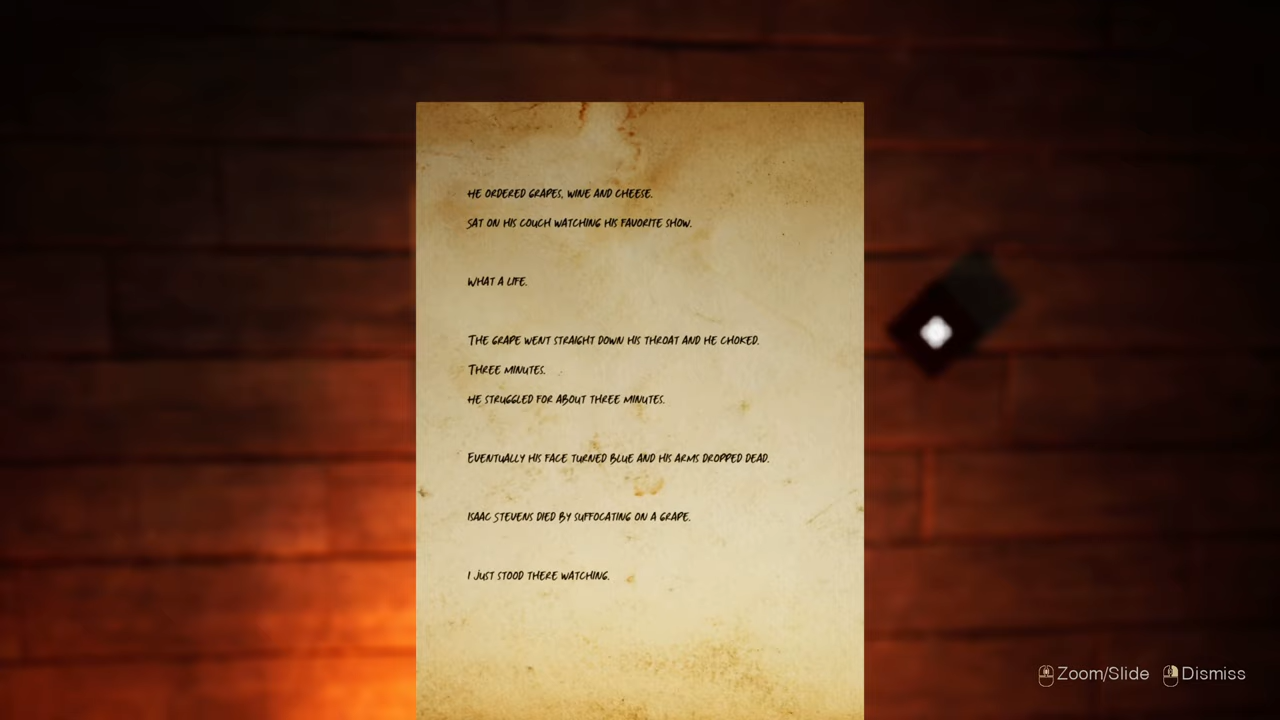 He ordered grapes, wine and cheese.
Sat on his couch watching his favorite show.
What a life.
The grape went straight down his throat and he choked.
Three minutes.
He struggled for about three minutes.
Eventually his face turned blue and his arms dropped dead.
Isaac Stevens died by suffocating on a grape.
I just stood there watching.
Zoom/Slide
Dismiss